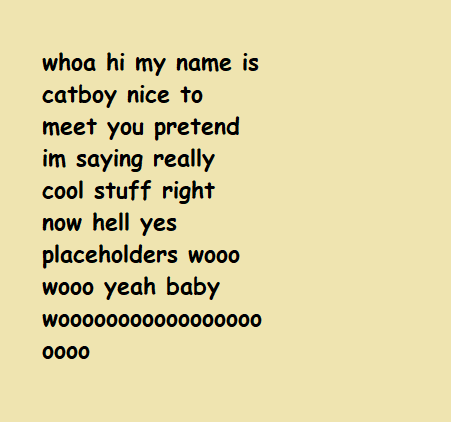 whoa hi my name is
catboy nice to
meet you pretend
im saying really
cool stuff right
now hell yes
placeholders wooo
wooo yeah baby
woooooooooooooooooo
oooo